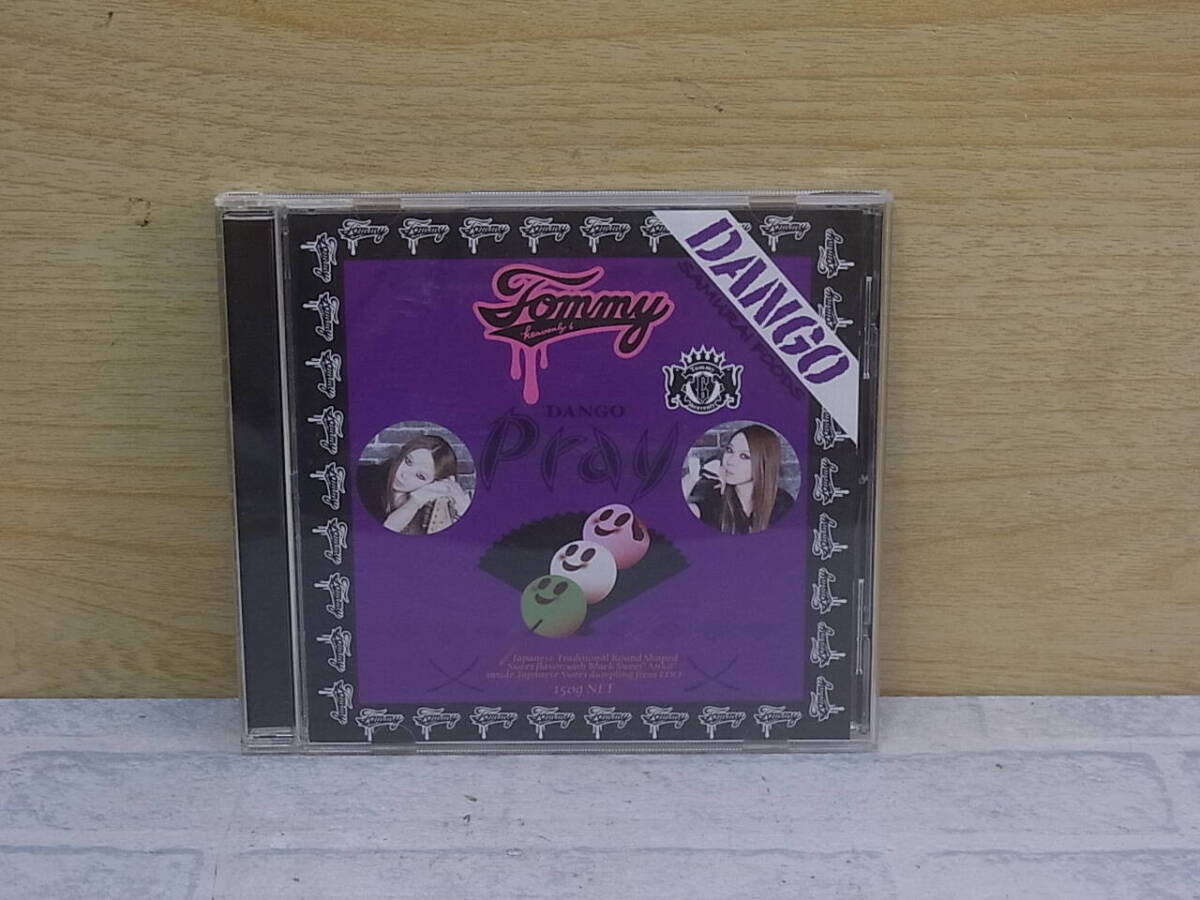 Tommy
heavenly6
DANGO
SAMURAI FOODS
DANGO
Pray
Japanese Traditional Round Shaped
Sweet flavor, with Black Sweet "Anko"
inside. Japanese Sweet dumpling from EDO
150g NET